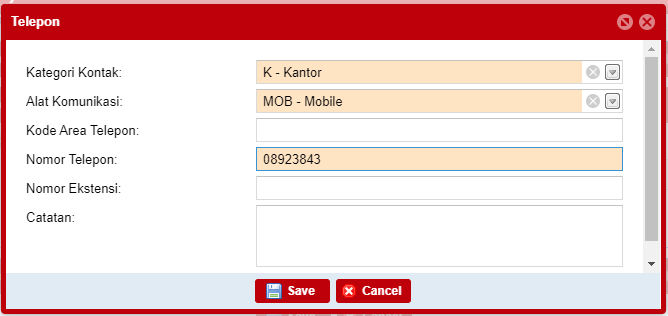 Telepon
Kategori Kontak: K - Kantor
Alat Komunikasi: MOB - Mobile
Kode Area Telepon:
Nomor Telepon: 08923843
Nomor Ekstensi:
Catatan:
Save Cancel